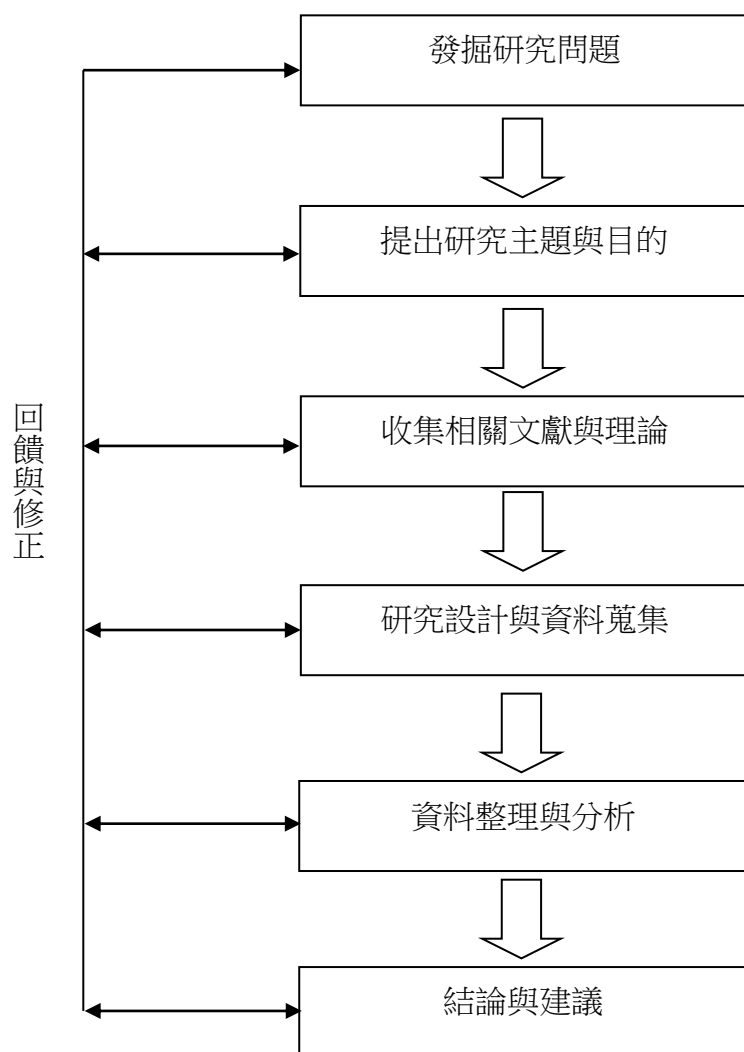 發掘研究問題
提出研究主題與目的
收集相關文獻與理論
回饋與修正
研究設計與資料蒐集
資料整理與分析
結論與建議